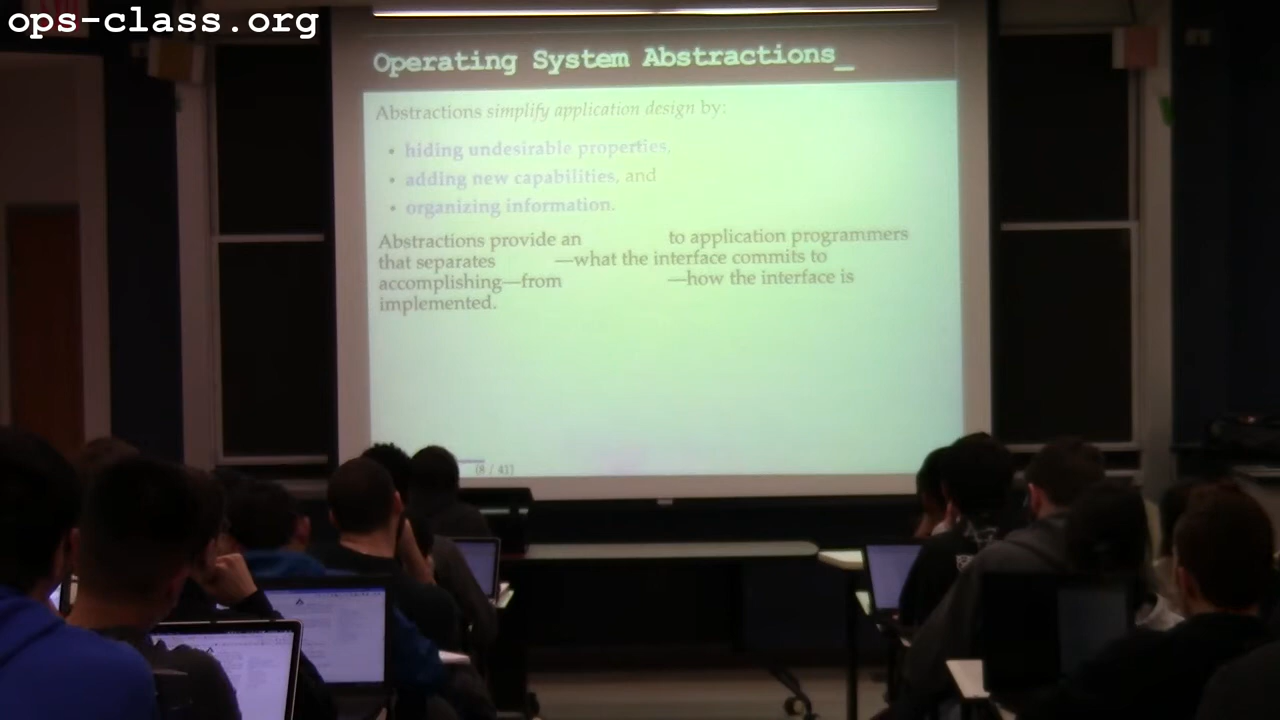 ops-class.org
Operating System Abstractions_
Abstractions simplify application design by:
• hiding undesirable properties,
• adding new capabilities, and
• organizing information.
Abstractions provide an to application programmers
that separates —what the interface commits to
accomplishing—from —how the interface is
implemented.
(8 / 41)